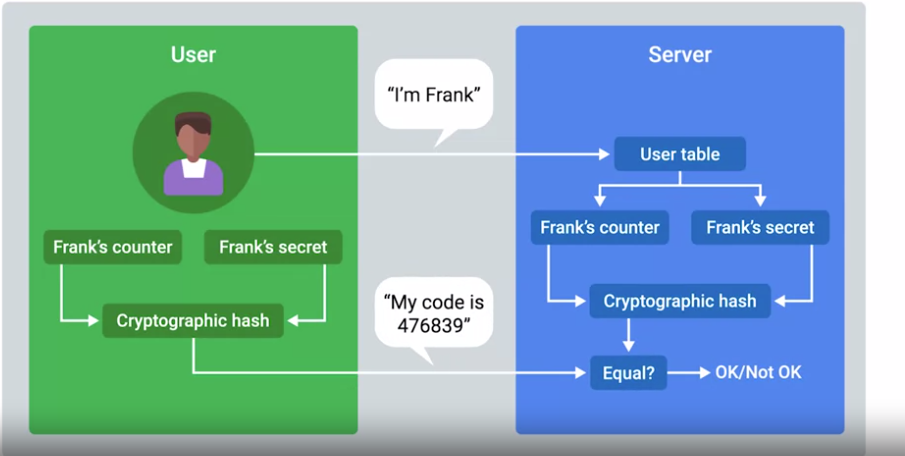 User
Server
“I’m Frank”
User table
Frank’s counter
Frank’s secret
Frank’s counter
Frank’s secret
“My code is
476839”
Cryptographic hash
Cryptographic hash
Equal?
OK/Not OK